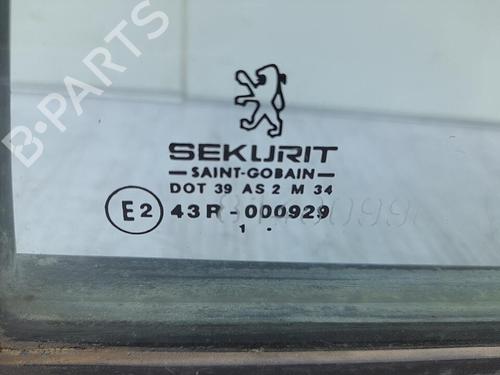 SEKURIT
SAINT-GOBAIN
DOT 39 AS 2 M 34
E2 43R-000929
1 .
B-PARTS